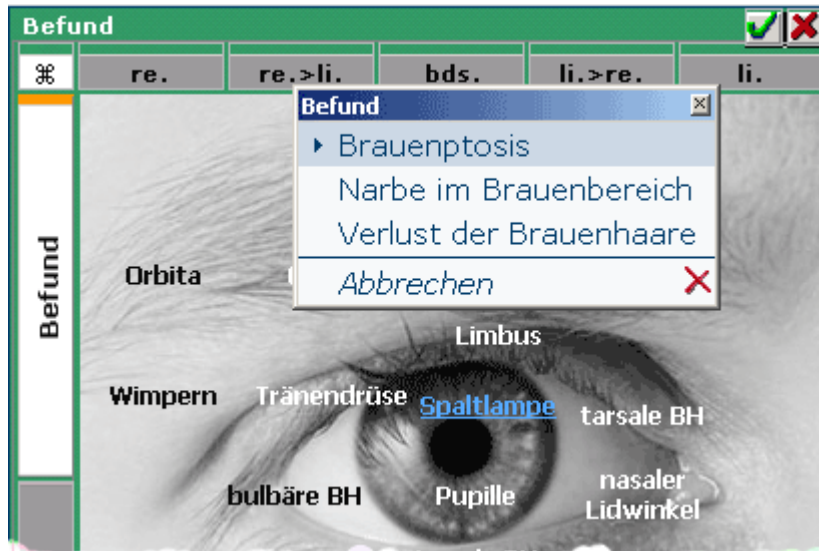 Befund
⌘ re. re.>li. bds. li.>re. li.
Befund
Brauenptosis
Narbe im Brauenbereich
Verlust der Brauenhaare
Abbrechen
Befund
Orbita
Limbus
Wimpern Tränendrüse Spaltlampe tarsale BH
bulbäre BH Pupille nasaler
Lidwinkel